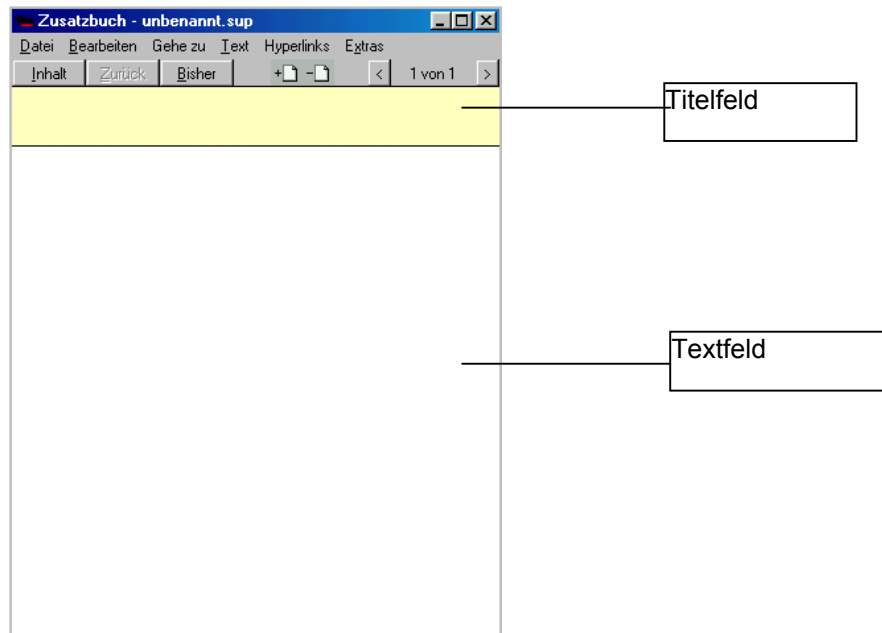 Zusatzbuch - unbenannt.sup
Datei Bearbeiten Gehe zu Text Hyperlinks Extras
Inhalt Zurück Bisher + - < 1 von 1 >
Titelfeld
Textfeld